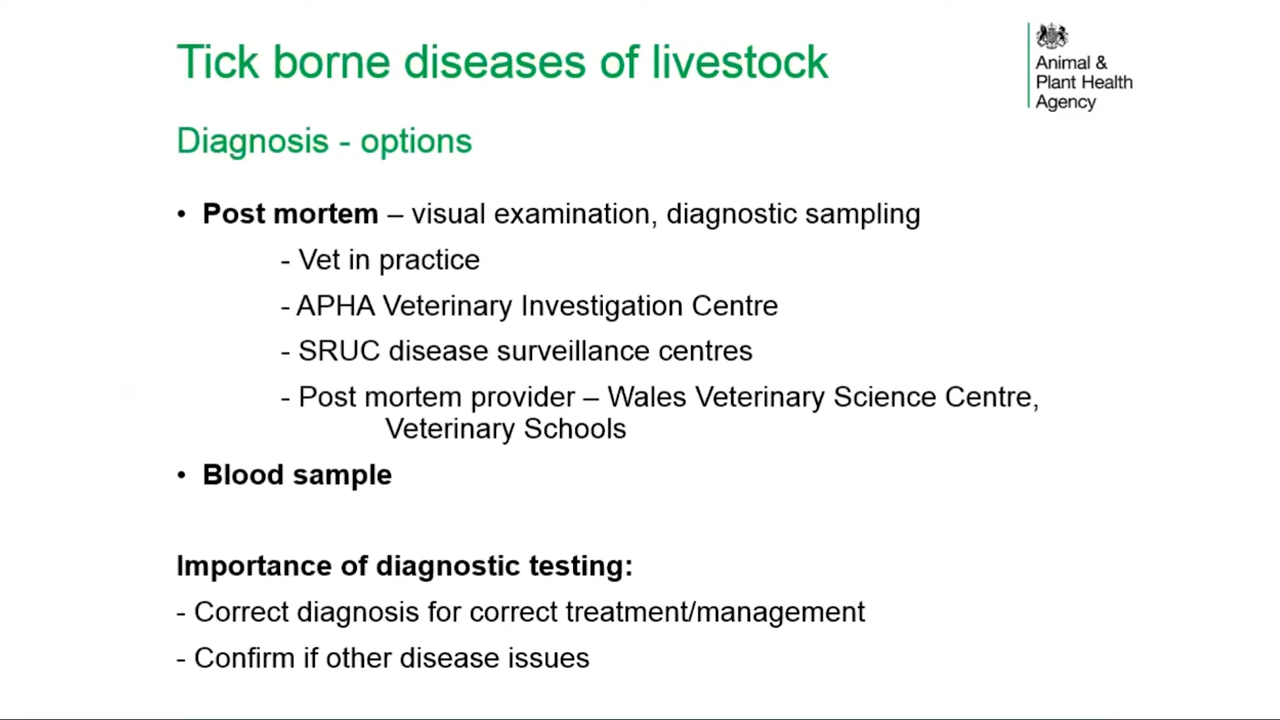 Tick borne diseases of livestock
Animal &
Plant Health
Agency
Diagnosis - options
• Post mortem – visual examination, diagnostic sampling
- Vet in practice
- APHA Veterinary Investigation Centre
- SRUC disease surveillance centres
- Post mortem provider – Wales Veterinary Science Centre,
Veterinary Schools
• Blood sample
Importance of diagnostic testing:
- Correct diagnosis for correct treatment/management
- Confirm if other disease issues